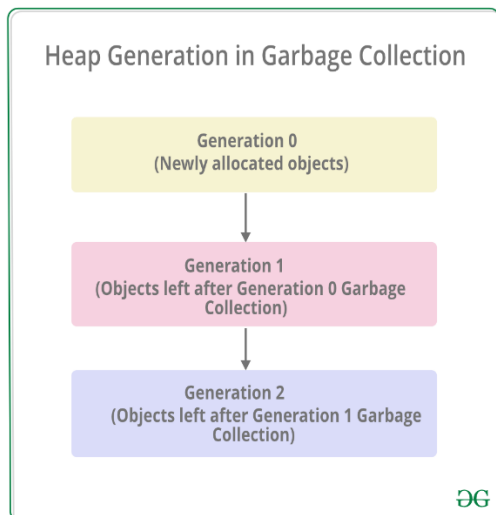 Heap Generation in Garbage Collection
Generation 0
(Newly allocated objects)
Generation 1
(Objects left after Generation 0 Garbage
Collection)
Generation 2
(Objects left after Generation 1 Garbage
Collection)